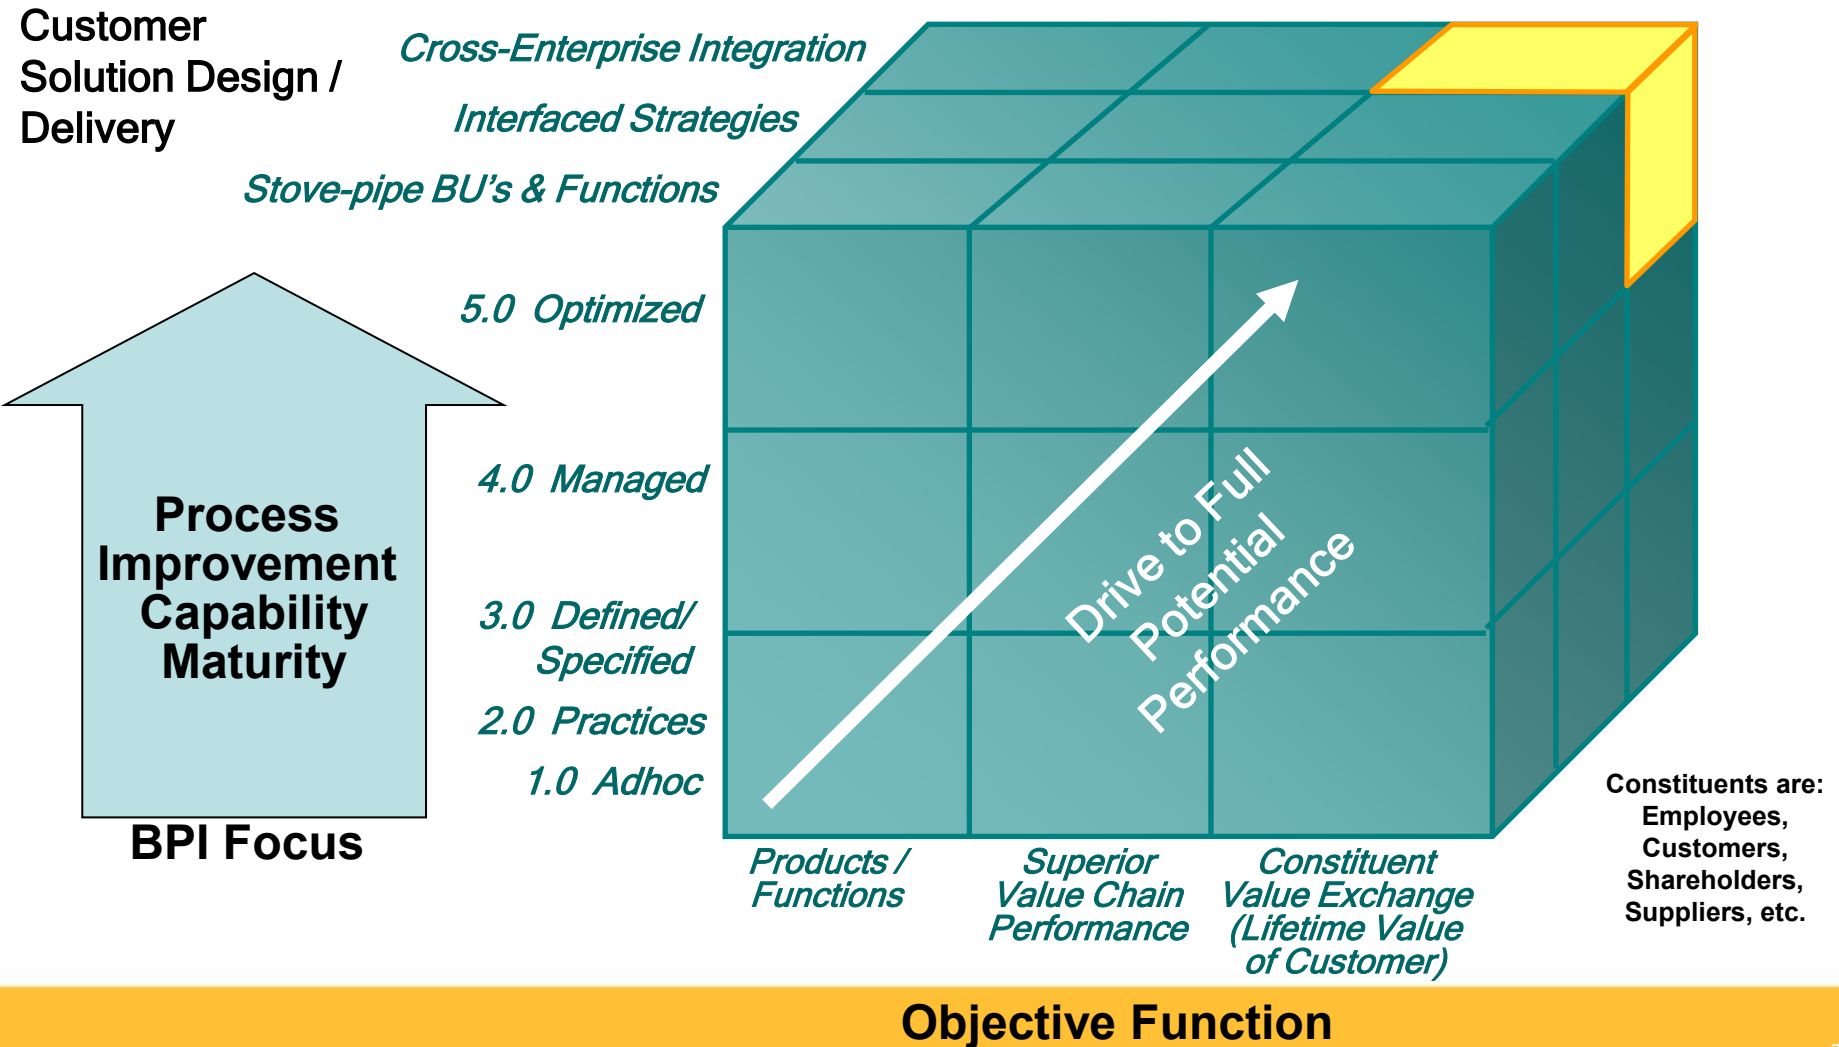 Customer
Solution Design /
Delivery
Cross-Enterprise Integration
Interfaced Strategies
Stove-pipe BU's & Functions
5.0 Optimized
4.0 Managed
3.0 Defined/
Specified
2.0 Practices
1.0 Adhoc
Process
Improvement
Capability
Maturity
BPI Focus
Drive to Full
Potential
Performance
Products /
Functions
Superior
Value Chain
Performance
Constituent
Value Exchange
(Lifetime Value
of Customer)
Constituents are:
Employees,
Customers,
Shareholders,
Suppliers, etc.
Objective Function